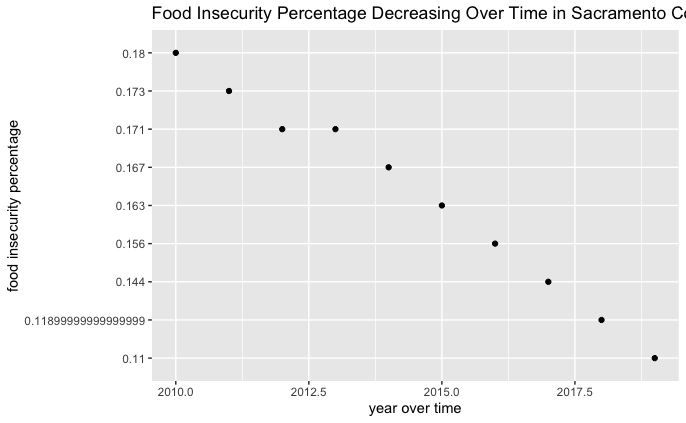 Food Insecurity Percentage Decreasing Over Time in Sacramento
food insecurity percentage
0.18
0.173
0.171
0.167
0.163
0.156
0.144
0.11899999999999999
0.11
2010.0 2012.5 2015.0 2017.5
year over time